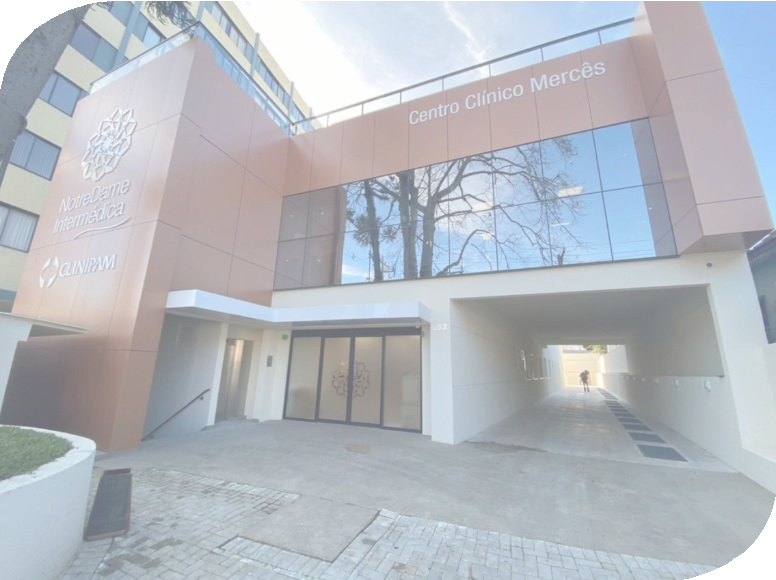 Centro Clínico Mercês
NotreDame
Intermédica
CLINIPAM